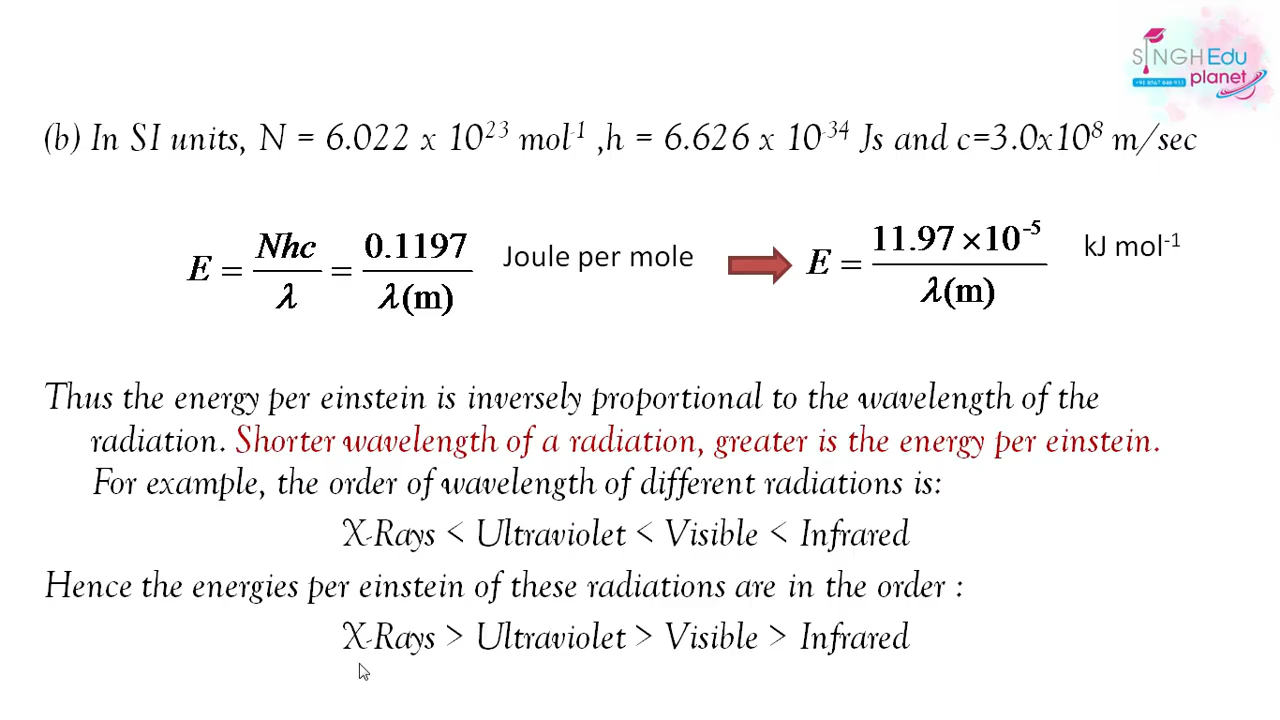 SINGH Edu
planet
(b) In SI units, N = 6.022 x 10²³ mol⁻¹ ,h = 6.626 x 10⁻³⁴ Js and c=3.0x10⁸ m/sec
E = Nhc/λ = 0.1197/λ(m) Joule per mole E = 11.97 ×10⁻⁵/λ(m) kJ mol⁻¹
Thus the energy per einstein is inversely proportional to the wavelength of the
radiation. Shorter wavelength of a radiation, greater is the energy per einstein.
For example, the order of wavelength of different radiations is:
X-Rays < Ultraviolet < Visible < Infrared
Hence the energies per einstein of these radiations are in the order :
X-Rays > Ultraviolet > Visible > Infrared